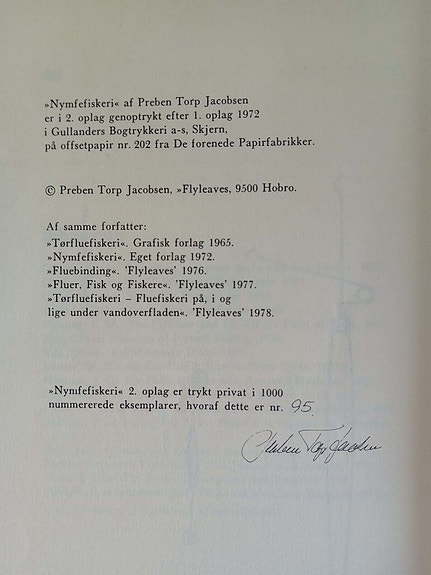 »Nymfefiskeri« af Preben Torp Jacobsen
er i 2. oplag genoptrykt efter 1. oplag 1972
i Gullanders Bogtrykkeri a-s, Skjern,
på offsetpapir nr. 202 fra De forenede Papirfabrikker.
© Preben Torp Jacobsen, »Flyleaves, 9500 Hobro.
Af samme forfatter:
»Tørfluefiskeri«. Grafisk forlag 1965.
»Nymfefiskeri«. Eget forlag 1972.
»Fluebinding«. 'Flyleaves' 1976.
»Fluer, Fisk og Fiskere«. 'Flyleaves' 1977.
»Tørfluefiskeri – Fluefiskeri på, i og
lige under vandoverfladen«. 'Flyleaves' 1978.
»Nymfefiskeri« 2. oplag er trykt privat i 1000
nummererede eksemplarer, hvoraf dette er nr. 95.
Preben Torp Jacobsen